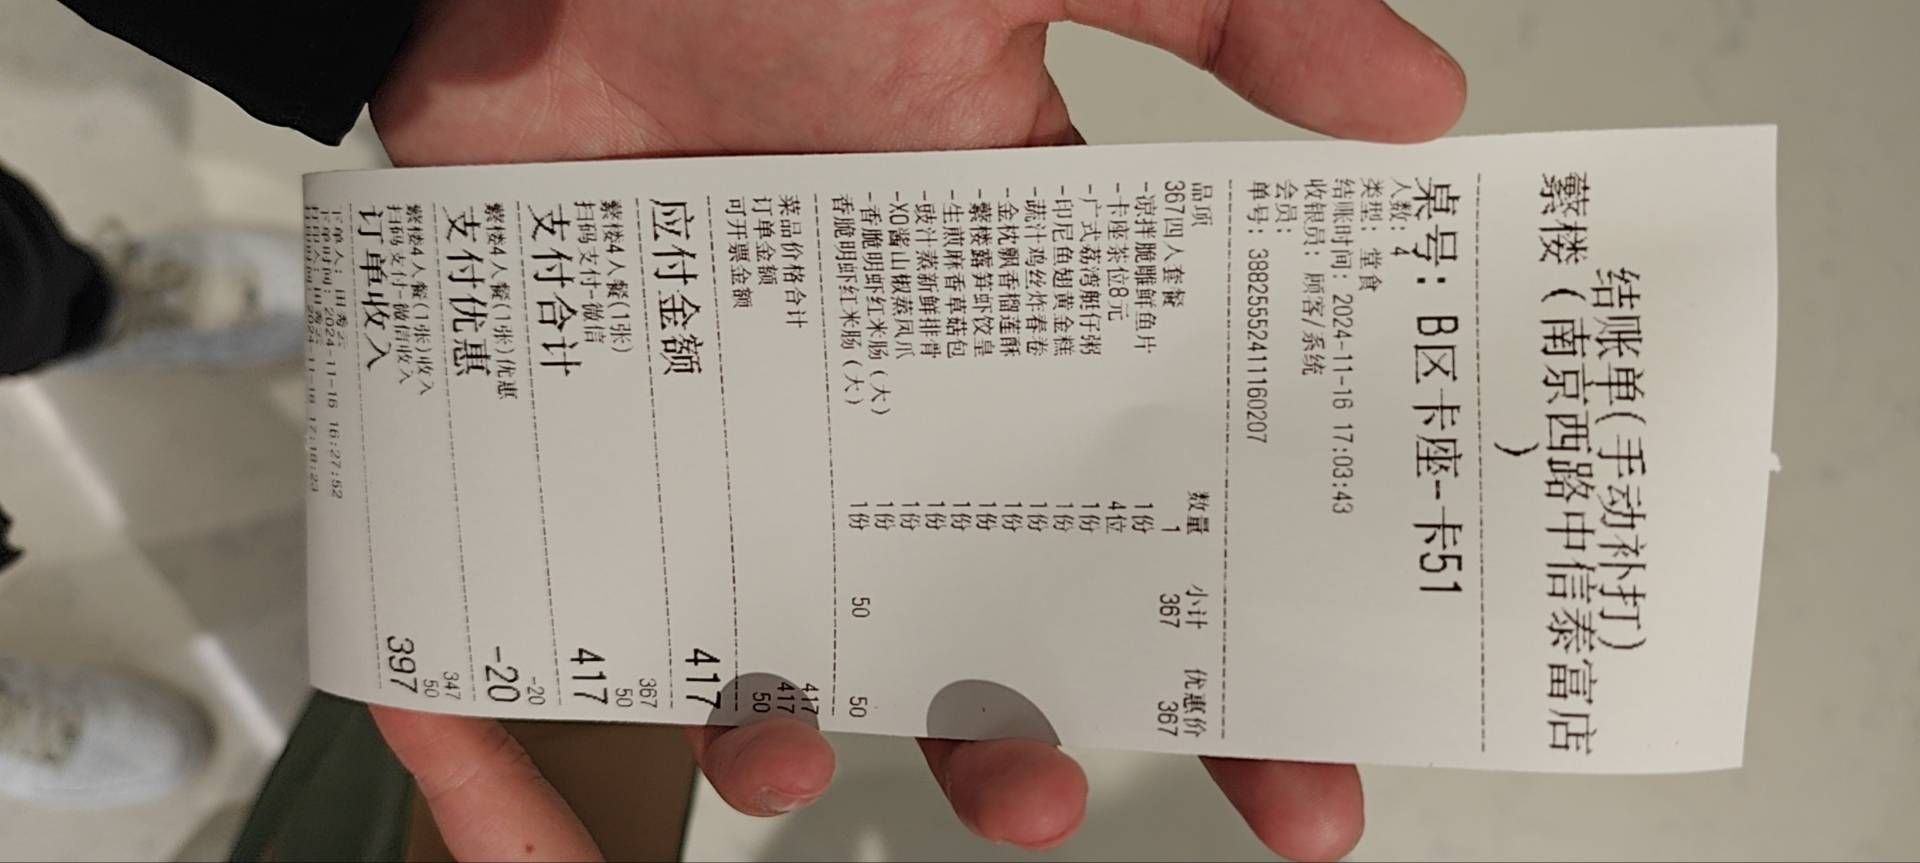 结账单(手动补打)
蘩楼（南京西路中信泰富店
）
桌号：B区卡座-卡51
人数：4
类型：堂食
结账时间：2024-11-16 17:03:43
收银员：顾客/系统
会员：
单号：38825552411160207
品项 数量 小计 优惠价
367四人套餐 1 367 367
-凉拌脆雕鲜鱼片 1份
-卡座茶位8元 4位
-广式荔湾艇仔粥 1份
-印尼鱼翅黄金糕 1份
-蔬汁鸡丝炸春卷 1份
-金枕飘香榴莲酥 1份
-蘩楼露笋虾饺皇 1份
-生煎麻香草菇包 1份
-豉汁蒸新鲜排骨 1份
-XO酱山椒蒸凤爪 1份
-香脆明虾红米肠（大） 1份
香脆明虾红米肠（大） 1份 50 50
菜品价格合计 417
订单金额 417
可开票金额 50
应付金额 417
蘩楼4人餐(1张) 367
扫码支付-微信 50
支付合计 417
蘩楼4人餐(1张)优惠 -20
支付优惠 -20
蘩楼4人餐(1张)收入 347
扫码支付-微信收入 50
订单收入 397
下单时间：2024-11-16 16:27:52